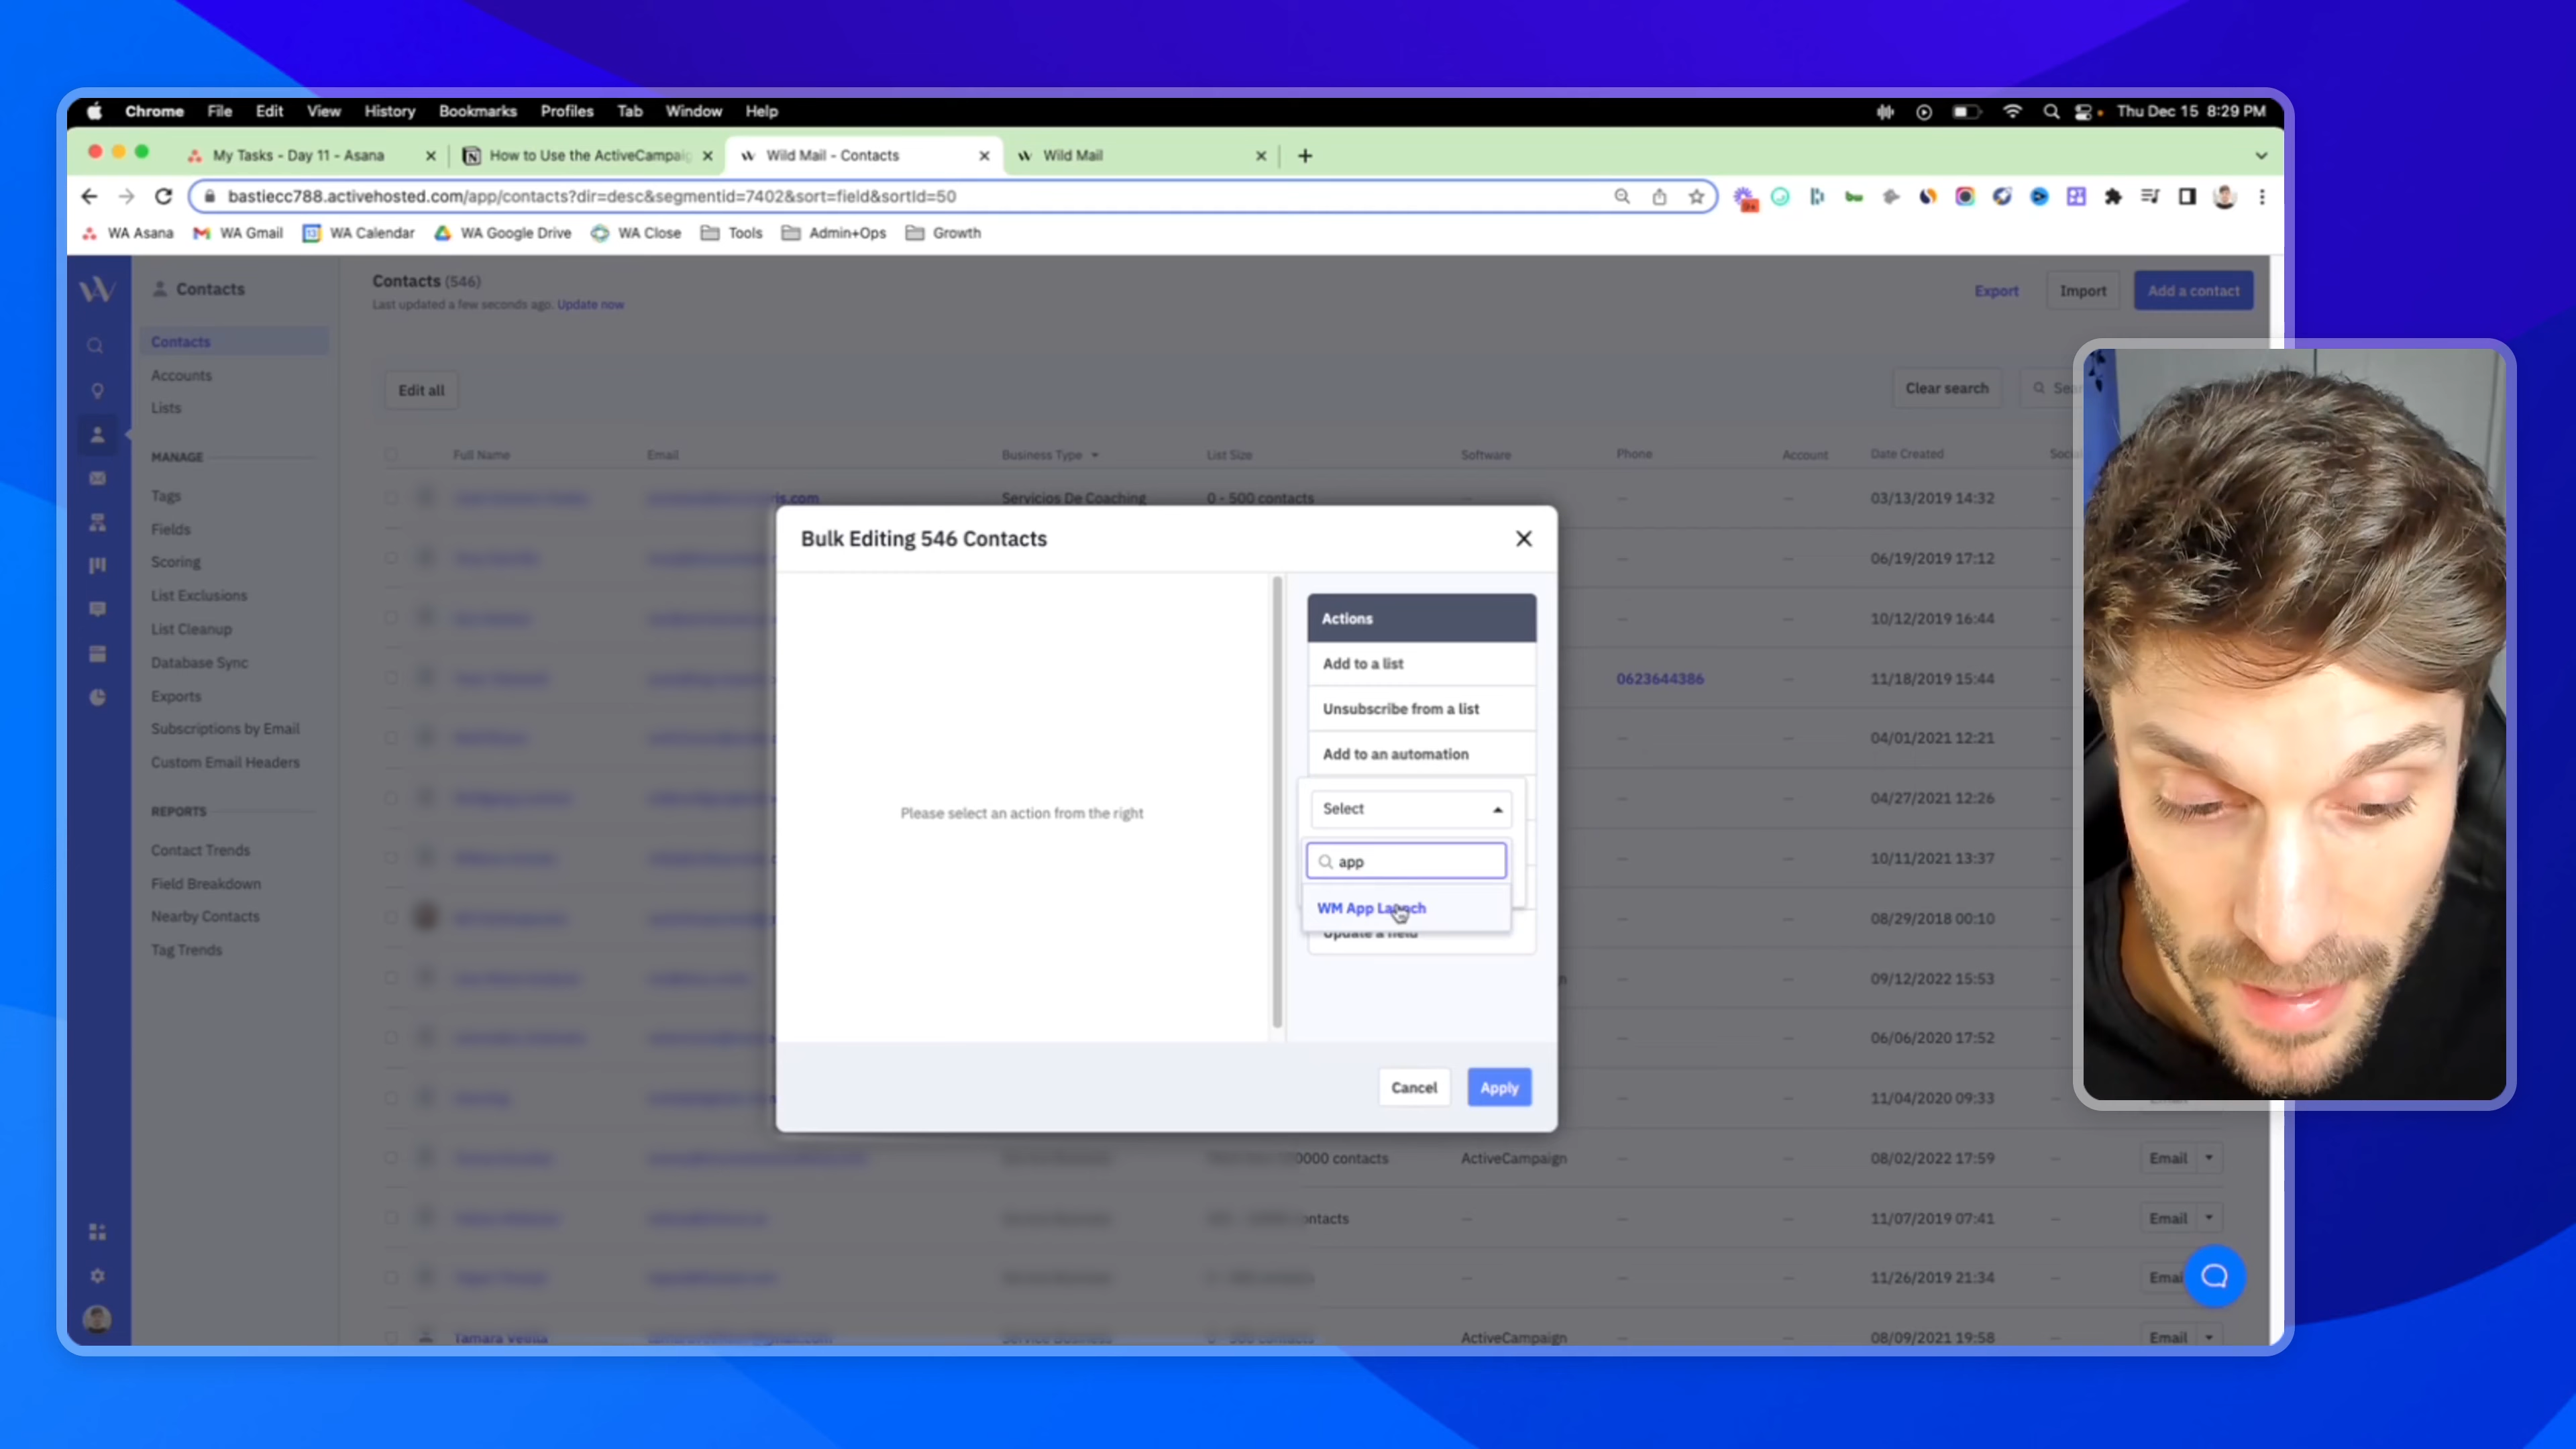 Chrome File Edit View History Bookmarks Profiles Tab Window Help Thu Dec 15 8:29 PM
My Tasks - Day 11 - Asana
How to Use the ActiveCampaig
Wild Mail - Contacts
Wild Mail
bastiecc788.activehosted.com/app/contacts?dir=desc&segmentid=7402&sort=field&sortId=50
WA Asana WA Gmail WA Calendar WA Google Drive WA Close Tools Admin+Ops Growth
Contacts
Contacts
Accounts
Lists
MANAGE
Tags
Fields
Scoring
List Exclusions
List Cleanup
Database Sync
Exports
Subscriptions by Email
Custom Email Headers
REPORTS
Contact Trends
Field Breakdown
Nearby Contacts
Tag Trends
Contacts (546)
Last updated a few seconds ago. Update now
Export Import Add a contact
Edit all Clear search Sear
Full Name Email Business Type List Size Software Phone Account Date Created Social
is.com Servicios De Coaching 0 - 500 contacts 03/13/2019 14:32
06/19/2019 17:12
10/12/2019 16:44
0623644386 11/18/2019 15:44
04/01/2021 12:21
04/27/2021 12:26
10/11/2021 13:37
08/29/2018 00:10
09/12/2022 15:53
06/06/2020 17:52
11/04/2020 09:33
0000 contacts ActiveCampaign 08/02/2022 17:59 Email
ontacts 11/07/2019 07:41 Email
11/26/2019 21:34 Emai
ActiveCampaign 08/09/2021 19:58 Email
Bulk Editing 546 Contacts
Please select an action from the right
Actions
Add to a list
Unsubscribe from a list
Add to an automation
Select
app
WM App Launch
Update a field
Cancel Apply